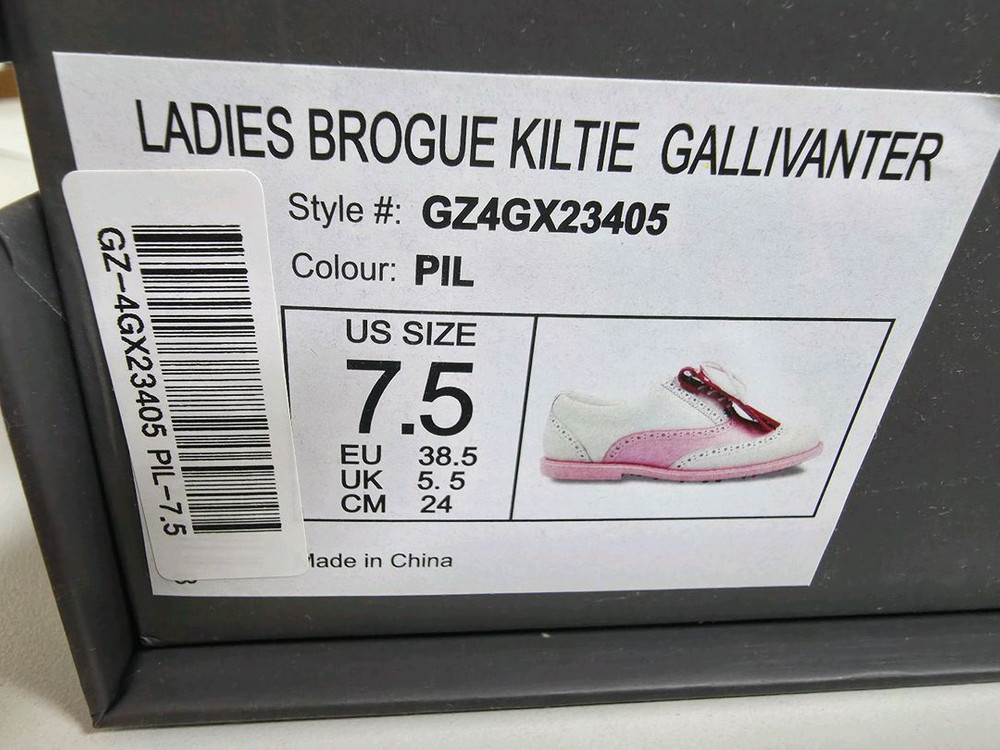 LADIES BROGUE KILTIE GALLIVANTER
Style #: GZ4GX23405
Colour: PIL
GZ-4GX23405 PIL-7.5
US SIZE
7.5
EU 38.5
UK 5.5
CM 24
Made in China